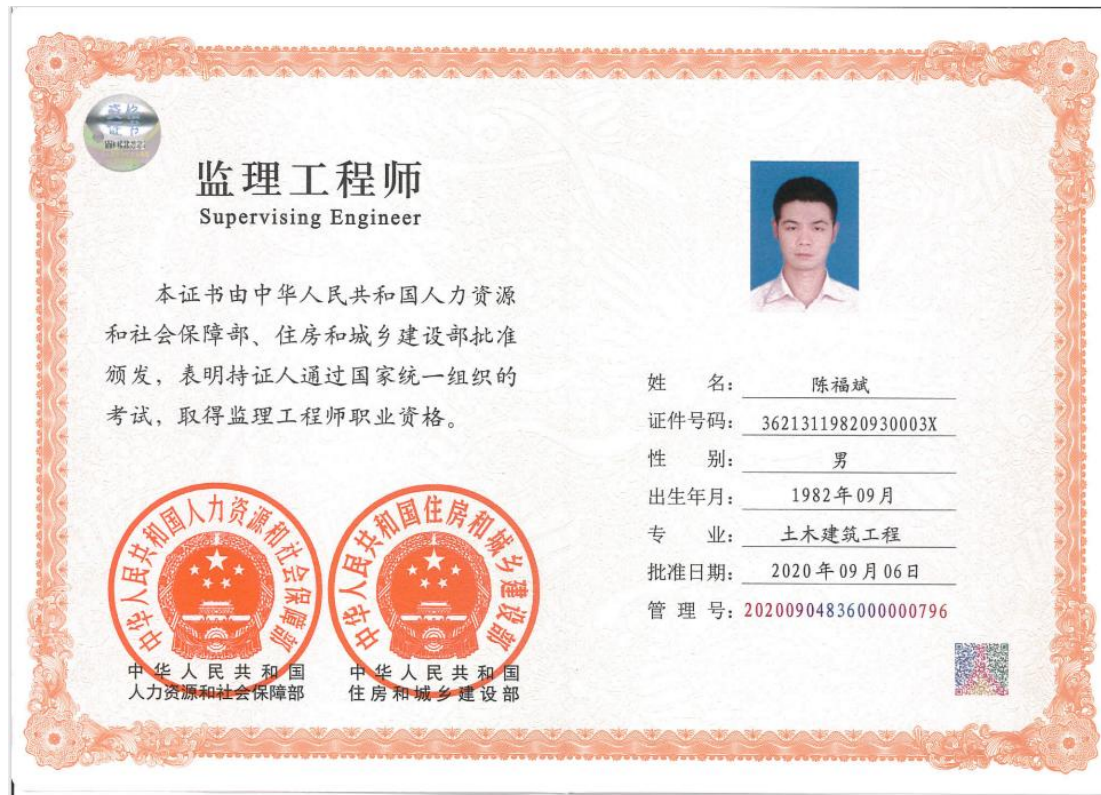 监理工程师
Supervising Engineer
本证书由中华人民共和国人力资源
和社会保障部、住房和城乡建设部批准
颁发，表明持证人通过国家统一组织的
考试，取得监理工程师职业资格。
中华人民共和国人力资源和社会保障部
中华人民共和国住房和城乡建设部
中华人民共和国
人力资源和社会保障部
中华人民共和国
住房和城乡建设部
姓名：陈福斌
证件号码：36213119820930003X
性别：男
出生年月：1982年09月
专业：土木建筑工程
批准日期：2020年09月06日
管理号：20200904836000000796